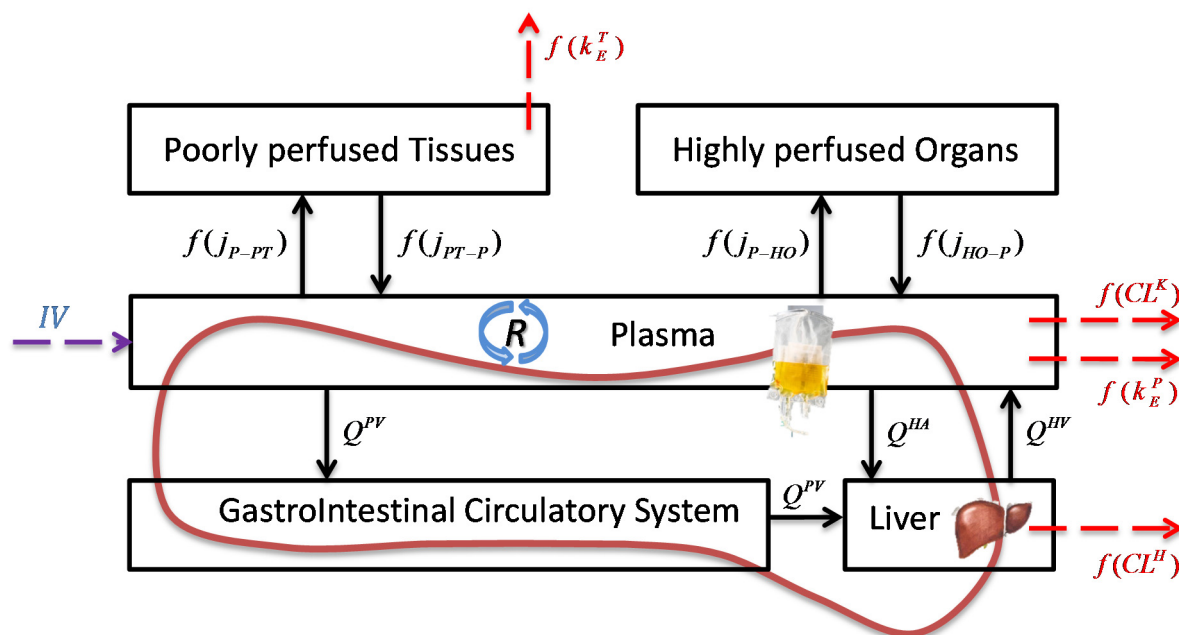 f(k_E^T)
Poorly perfused Tissues
Highly perfused Organs
f(j_{P-PT})
f(j_{PT-P})
f(j_{P-HO})
f(j_{HO-P})
IV
R
Plasma
f(CL^K)
f(k_E^P)
Q^{PV}
Q^{HA}
Q^{HV}
GastroIntestinal Circulatory System
Q^{PV}
Liver
f(CL^H)